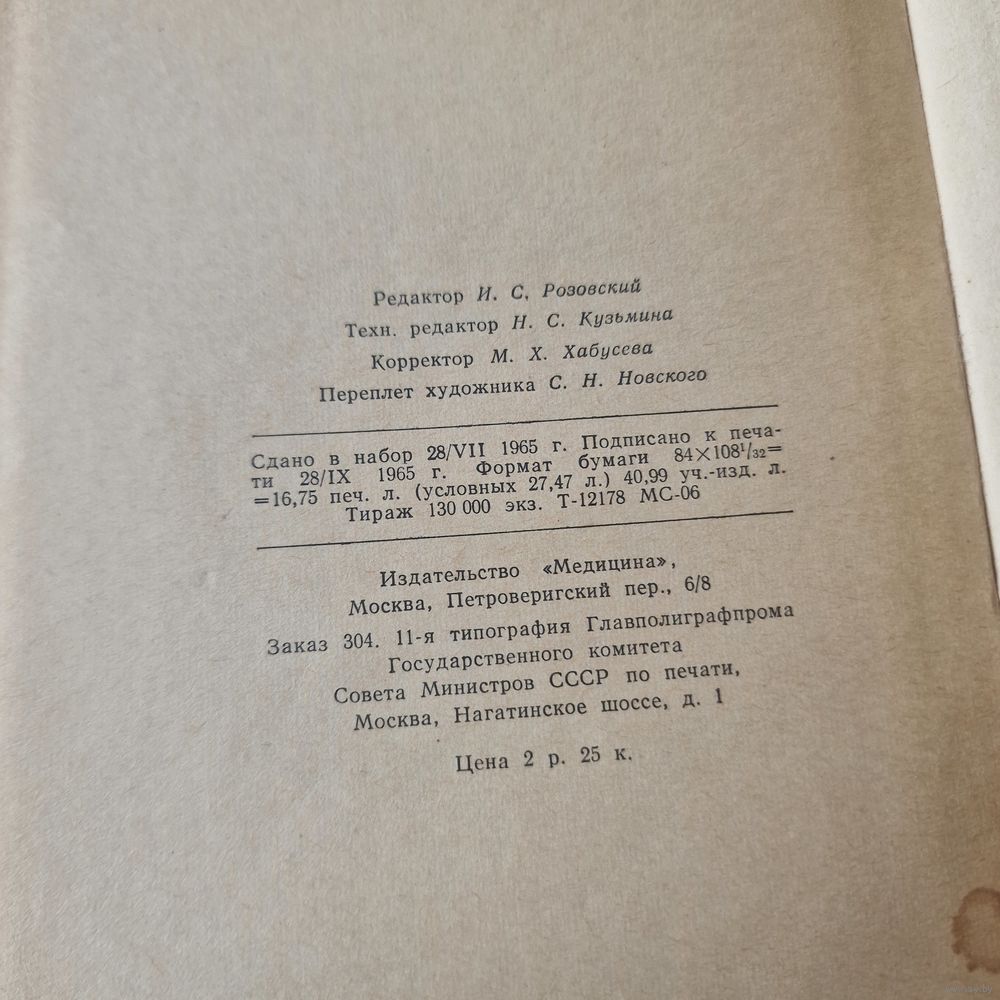 Редактор И. С. Розовский
Техн. редактор Н. С. Кузьмина
Корректор М. Х. Хабусева
Переплет художника С. Н. Новского
Сдано в набор 28/VII 1965 г. Подписано к печа-
ти 28/IX 1965 г. Формат бумаги 84×108¹/₃₂=
=16,75 печ. л. (условных 27,47 л.) 40,99 уч.-изд. л.
Тираж 130 000 экз. Т-12178 МС-06
Издательство «Медицина»,
Москва, Петроверигский пер., 6/8
Заказ 304. 11-я типография Главполиграфпрома
Государственного комитета
Совета Министров СССР по печати,
Москва, Нагатинское шоссе, д. 1
Цена 2 р. 25 к.